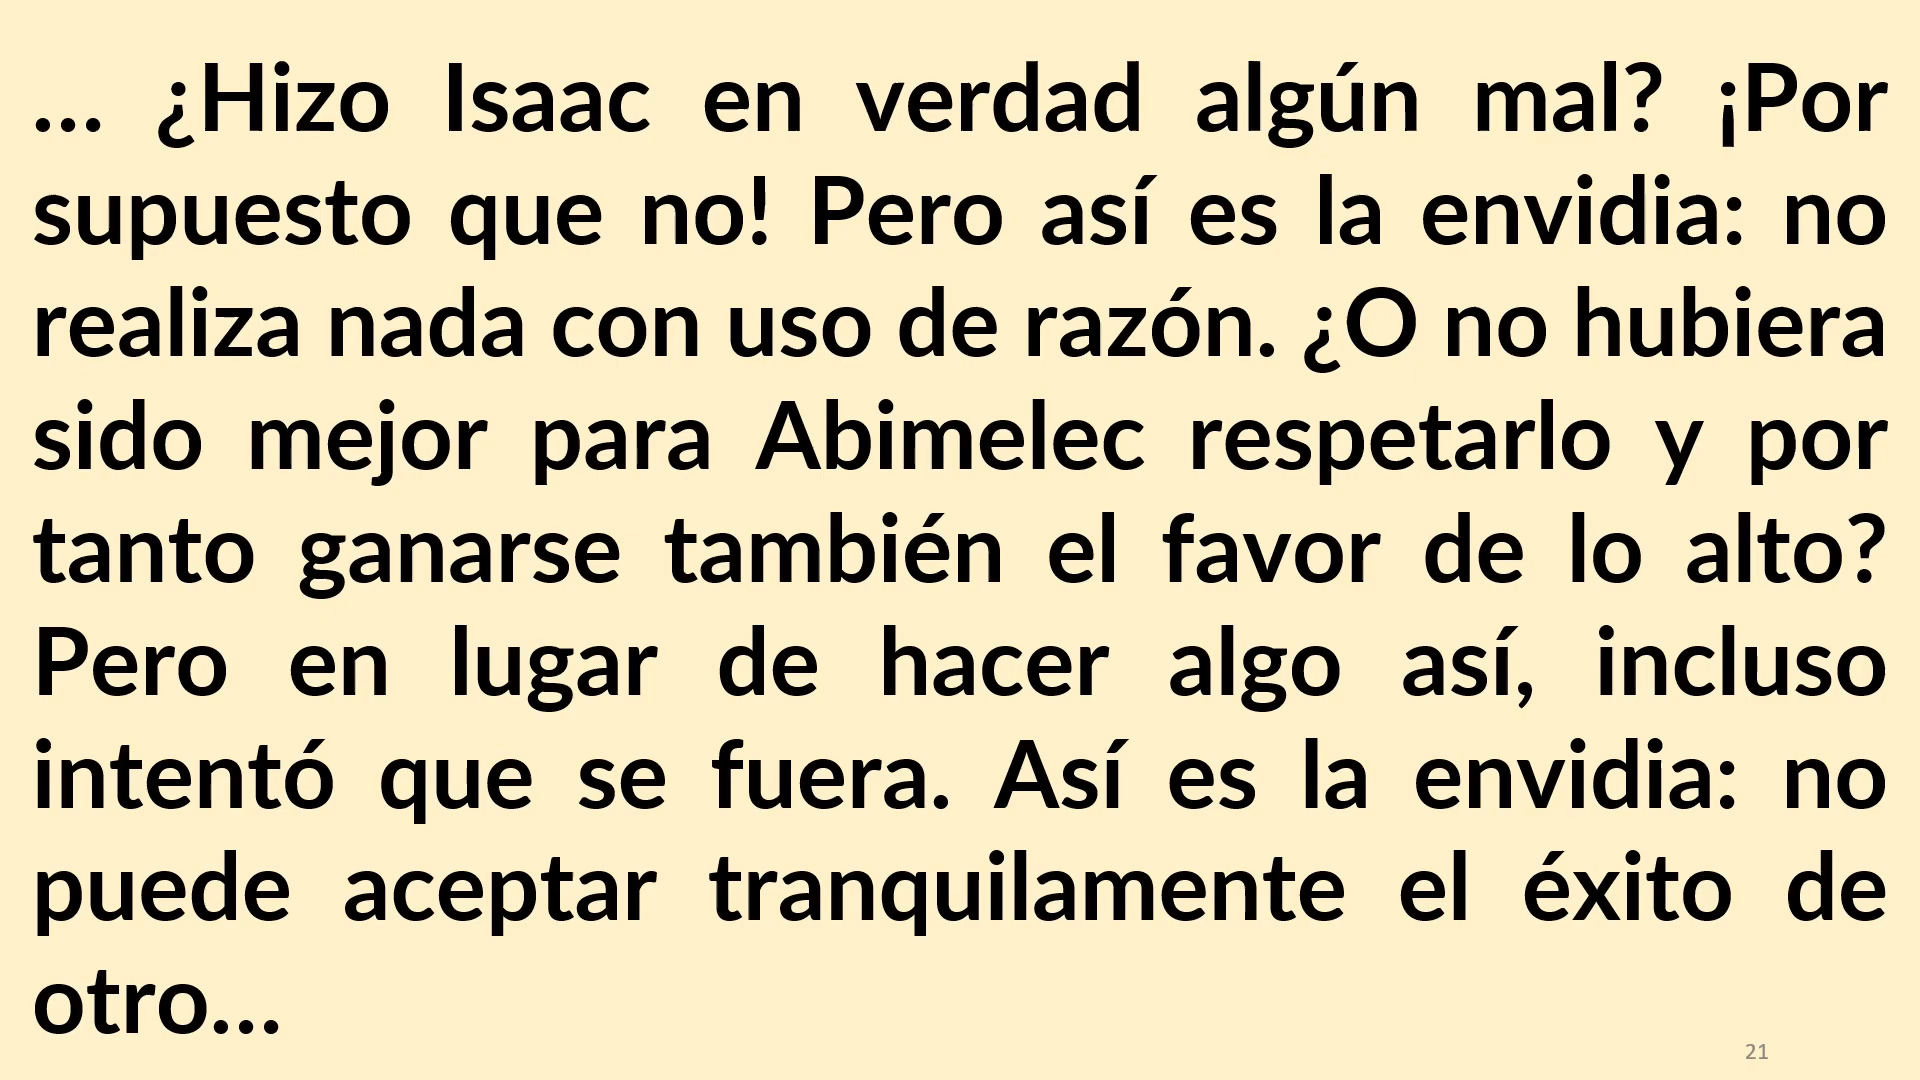 ... ¿Hizo Isaac en verdad algún mal? ¡Por
supuesto que no! Pero así es la envidia: no
realiza nada con uso de razón. ¿O no hubiera
sido mejor para Abimelec respetarlo y por
tanto ganarse también el favor de lo alto?
Pero en lugar de hacer algo así, incluso
intentó que se fuera. Así es la envidia: no
puede aceptar tranquilamente el éxito de
otro...
21